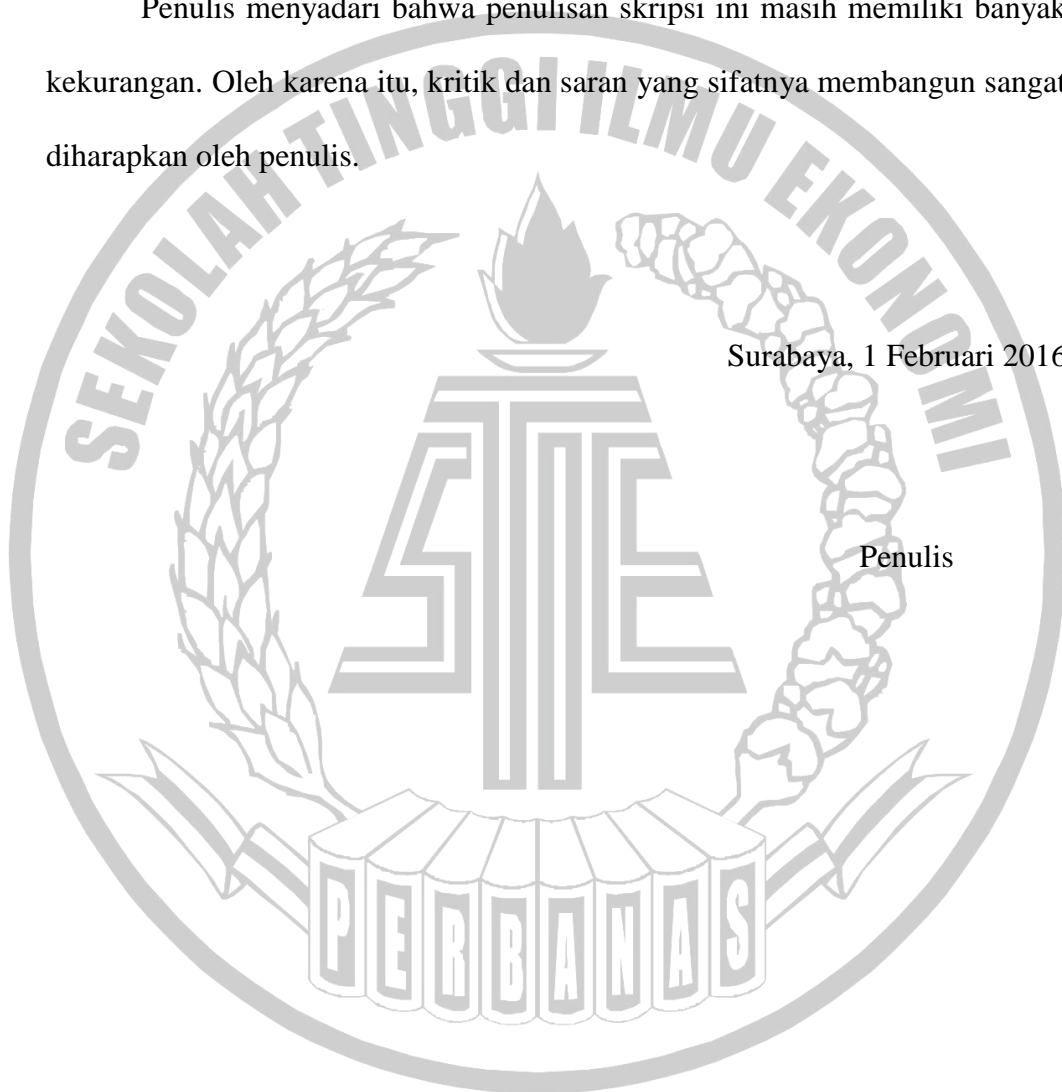 Penulis menyadari bahwa penulisan skripsi ini masih memiliki banyak
kekurangan. Oleh karena itu, kritik dan saran yang sifatnya membangun sangat
diharapkan oleh penulis.
SEKOLAH TINGGI ILMU EKONOMI
Surabaya, 1 Februari 2016
STIE
Penulis
PERBANAS